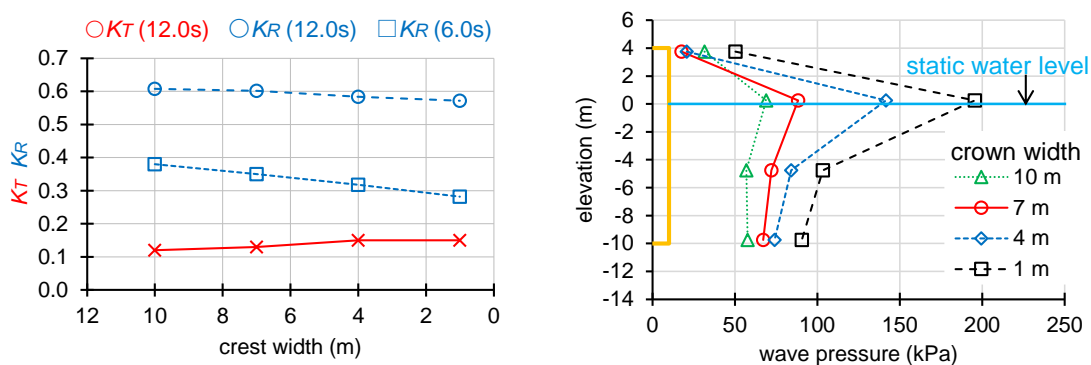 KT (12.0s) KR (12.0s) KR (6.0s)
0.7
0.6
0.5
0.4
0.3
0.2
0.1
0.0
KT KR
12 10 8 6 4 2 0
crest width (m)
6
4
2
0
-2
-4
-6
-8
-10
-12
-14
elevation (m)
static water level
crown width
10 m
7 m
4 m
1 m
0 50 100 150 200 250
wave pressure (kPa)